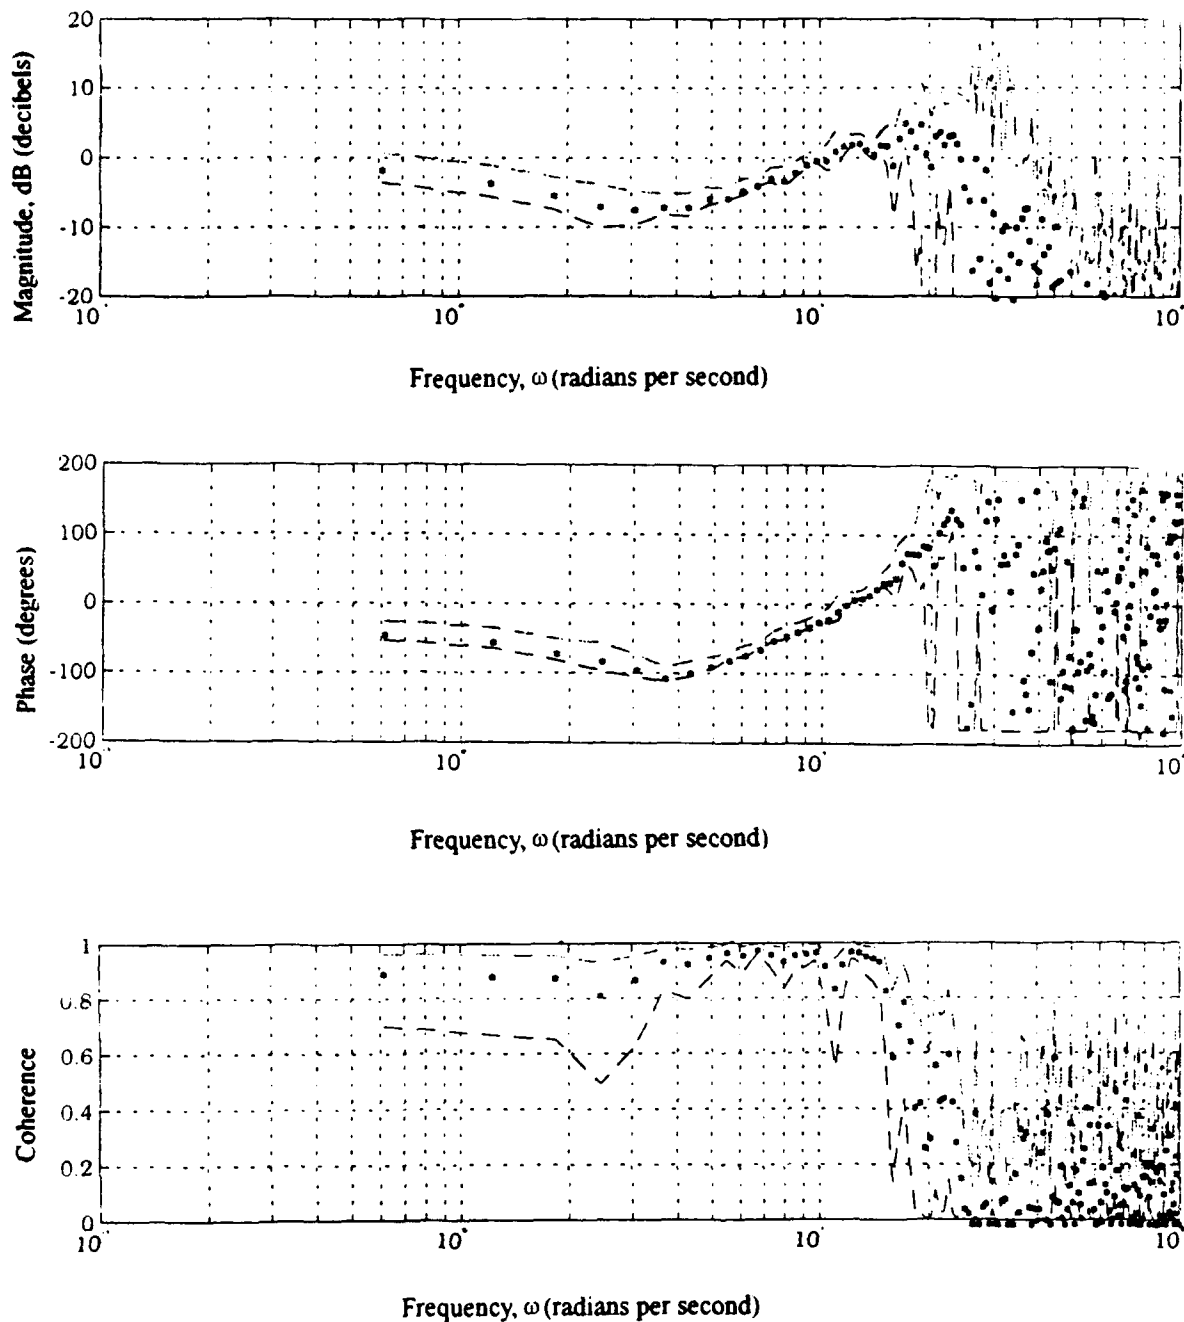 20
10
0
-10
-20
Magnitude, dB (decibels)
10 10 10 10
Frequency, ω (radians per second)
200
100
0
-100
-200
Phase (degrees)
10 10 10 10
Frequency, ω (radians per second)
1
0.8
0.6
0.4
0.2
0
Coherence
10 10 10 10
Frequency, ω (radians per second)